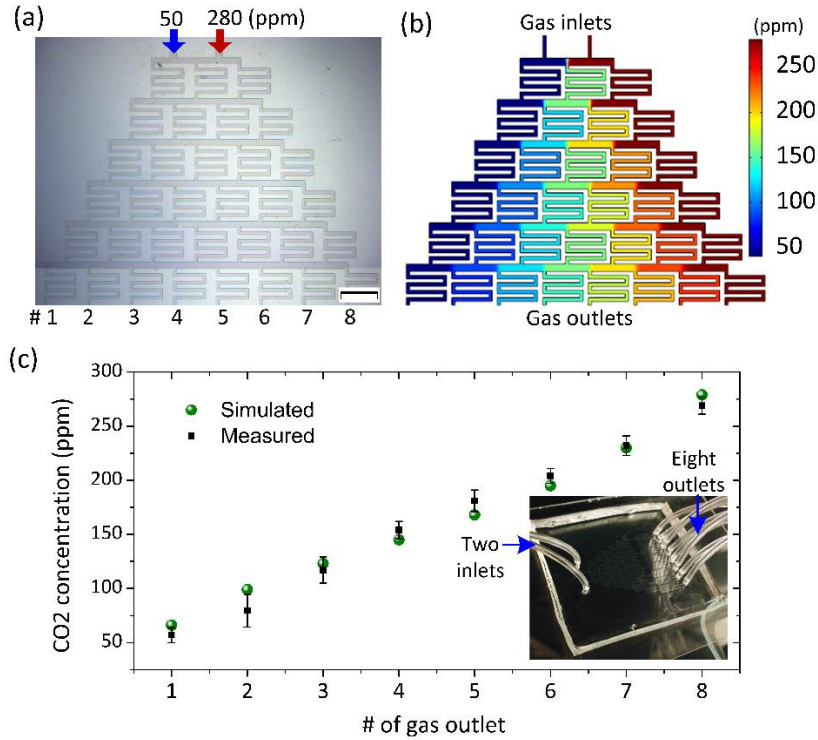 (a)
50 280 (ppm)
# 1 2 3 4 5 6 7 8
(b)
Gas inlets
(ppm)
250
200
150
100
50
Gas outlets
(c)
300
250
200
150
100
50
CO2 concentration (ppm)
Simulated
Measured
Eight
outlets
Two
inlets
1 2 3 4 5 6 7 8
# of gas outlet